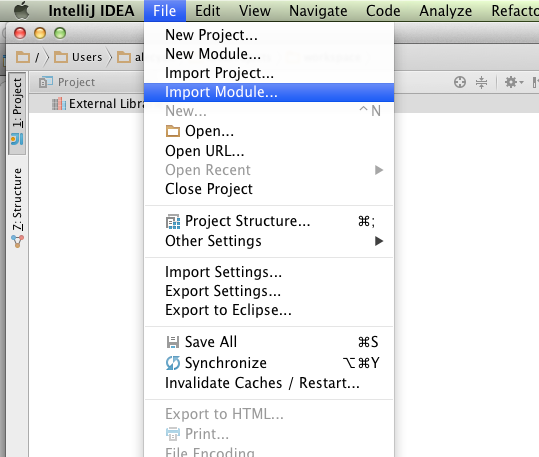 IntelliJ IDEA File Edit View Navigate Code Analyze Refacto
/ Users al
Project
External Libra
1: Project
Z: Structure
New Project...
New Module...
Import Project...
Import Module...
New... ^N
Open...
Open URL...
Open Recent
Close Project
Project Structure... ⌘;
Other Settings
Import Settings...
Export Settings...
Export to Eclipse...
Save All ⌘S
Synchronize ⌥⌘Y
Invalidate Caches / Restart...
Export to HTML...
Print...
File Encoding